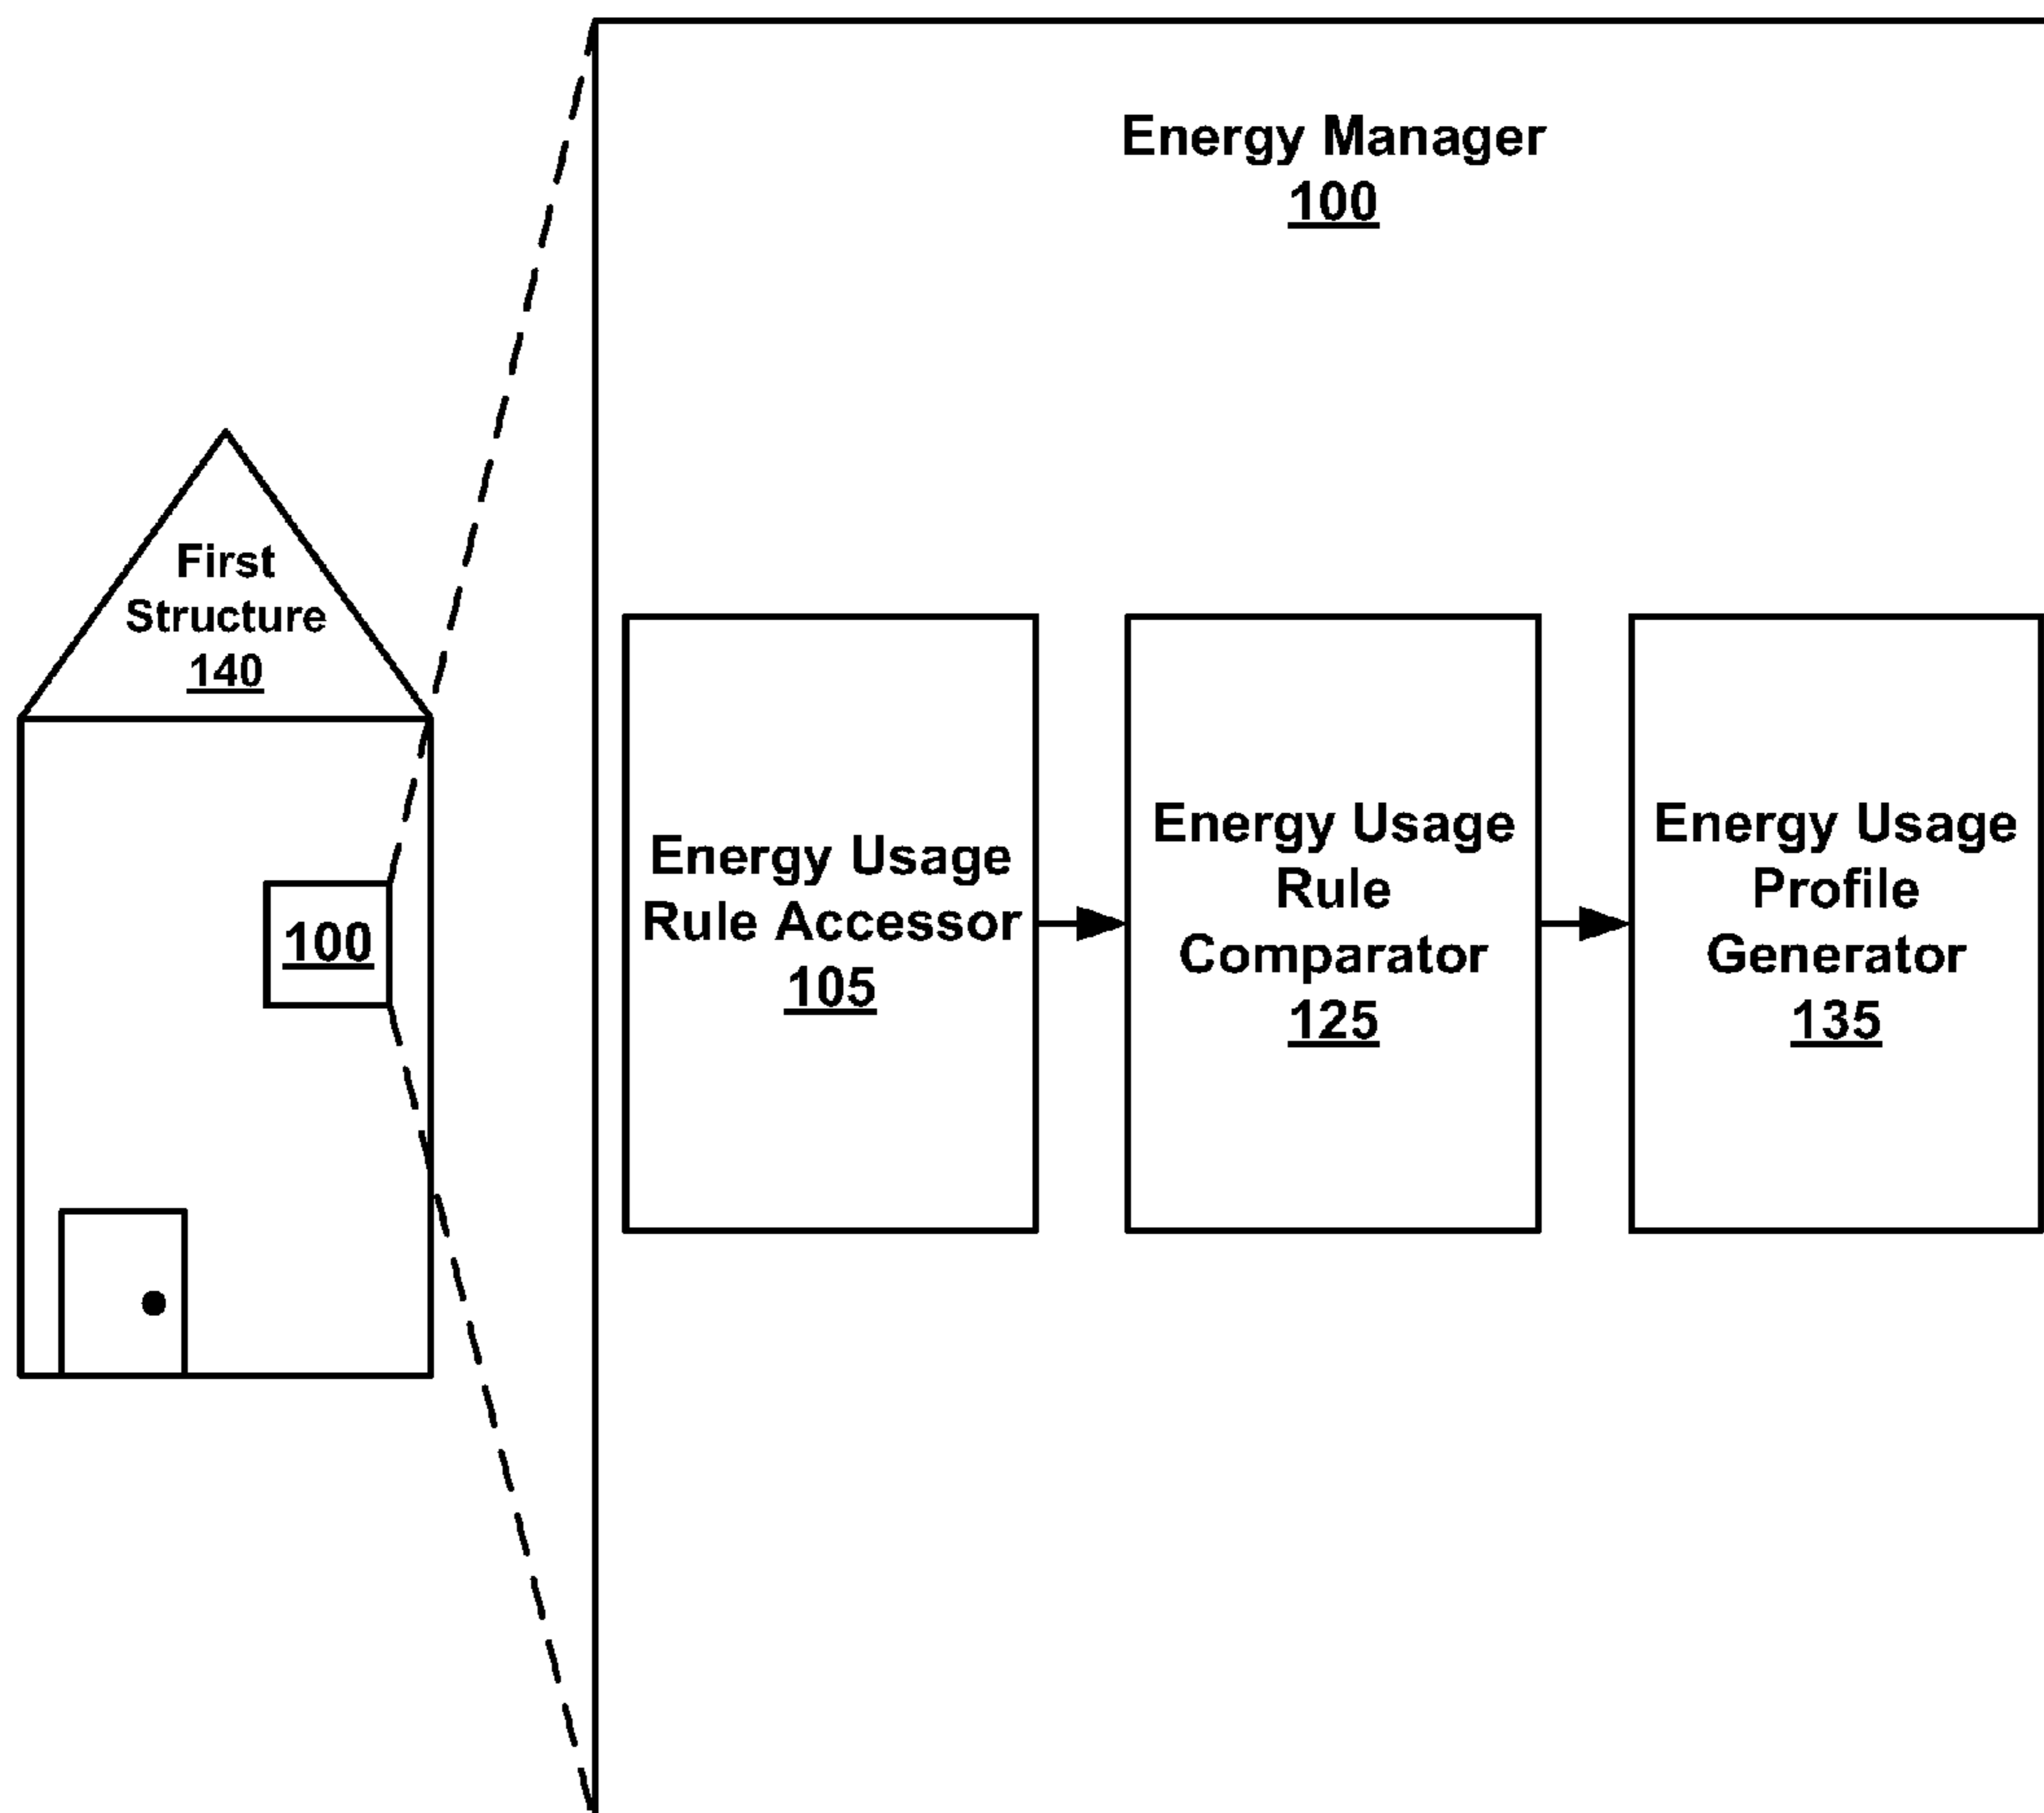 Energy Manager
100
First
Structure
140
100
Energy Usage
Rule Accessor
105
Energy Usage
Rule
Comparator
125
Energy Usage
Profile
Generator
135